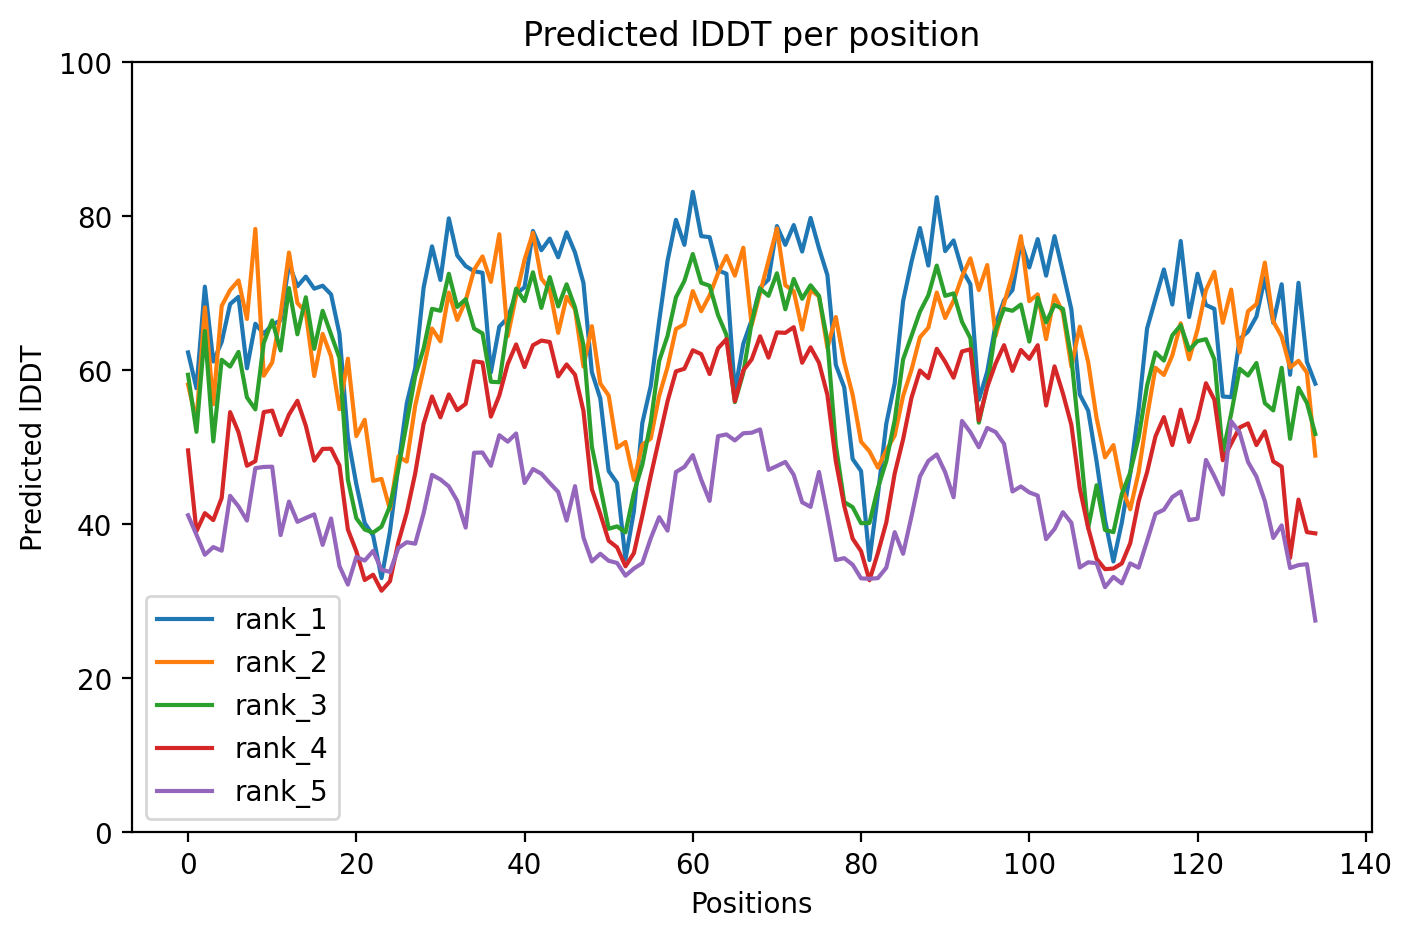 Predicted lDDT per position
100
80
60
40
20
0
Predicted lDDT
rank_1
rank_2
rank_3
rank_4
rank_5
0 20 40 60 80 100 120 140
Positions